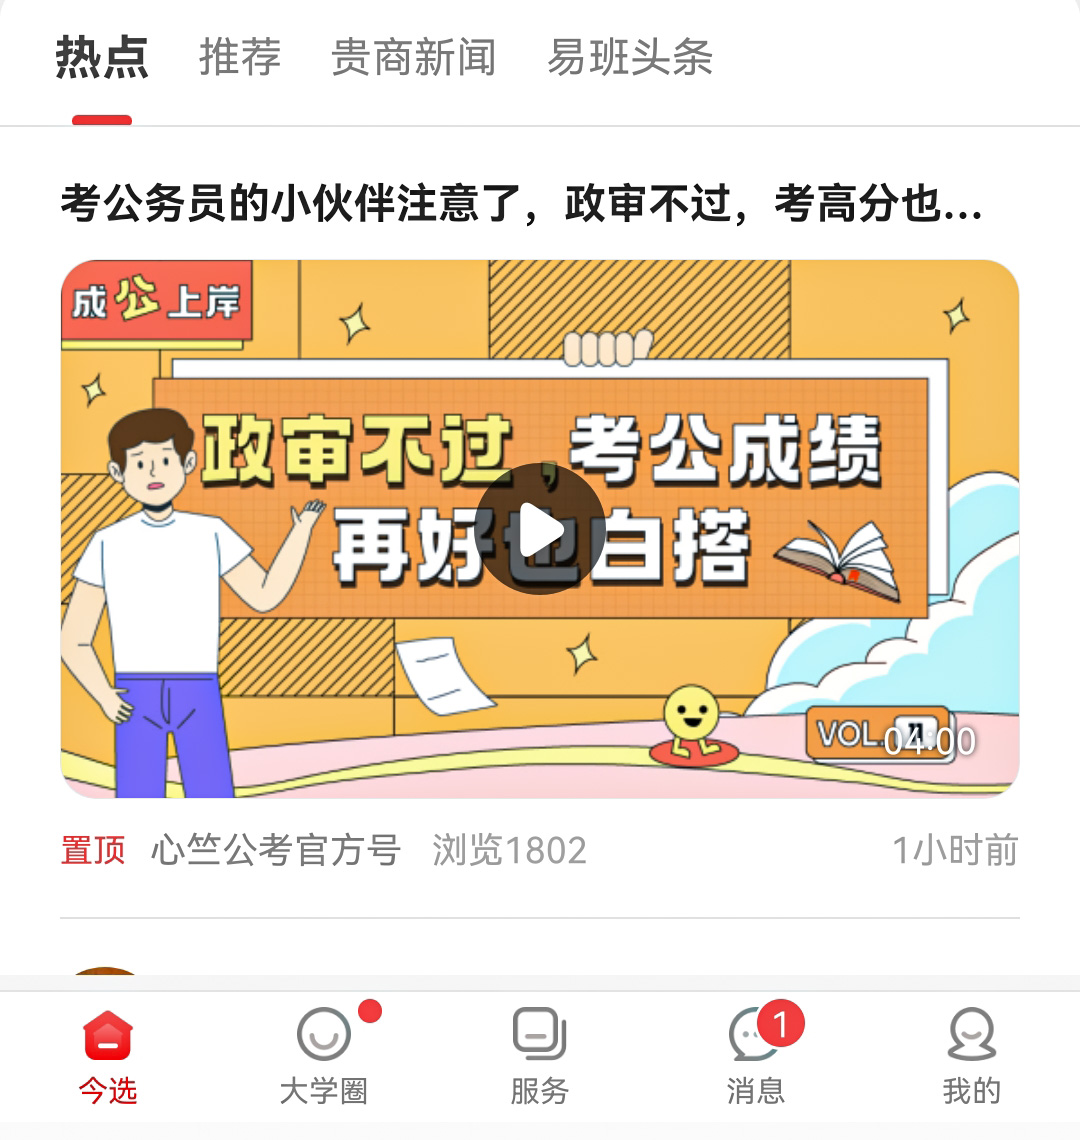 热点 推荐 贵商新闻 易班头条
考公务员的小伙伴注意了，政审不过，考高分也...
成公上岸
政审不过，考公成绩
再好也白搭
VOL.11
04:00
置顶 心竺公考官方号 浏览1802 1小时前
1
今选 大学圈 服务 消息 我的